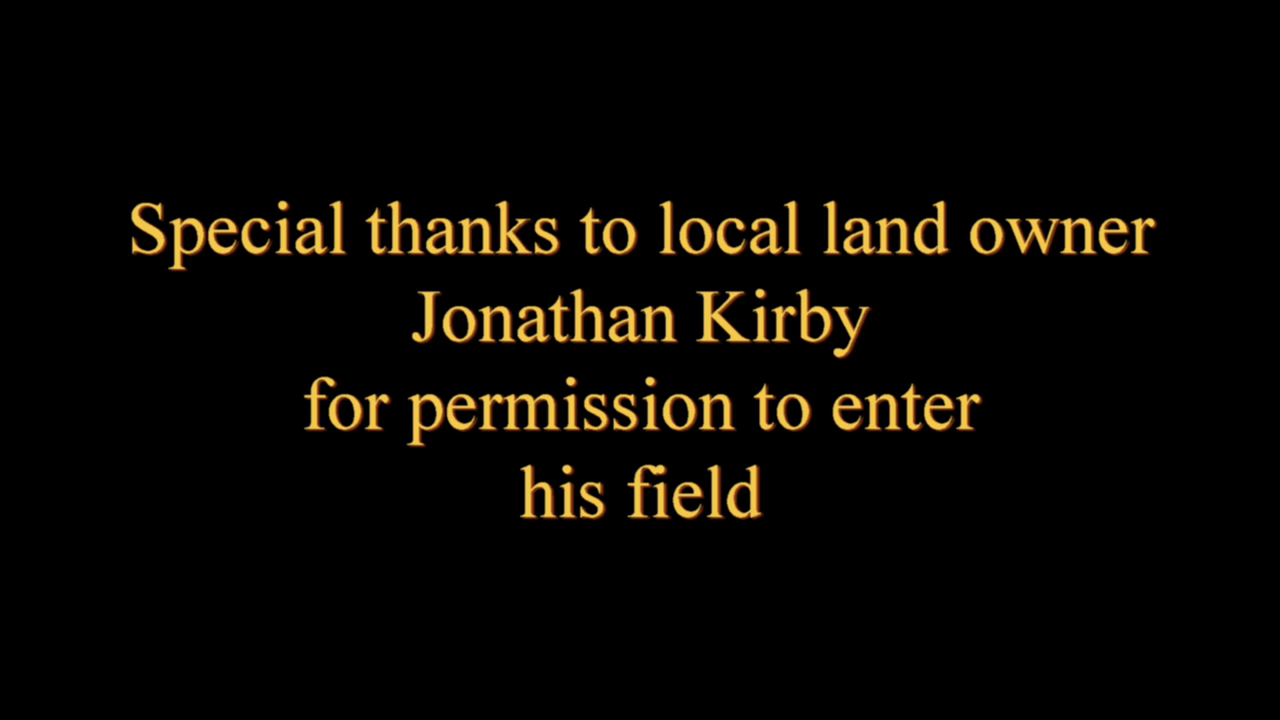 Special thanks to local land owner
Jonathan Kirby
for permission to enter
his field